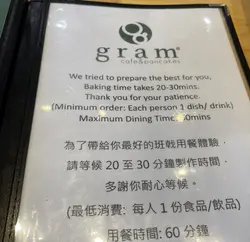 gram
cafe&pancakes
We tried to prepare the best for you,
Baking time takes 20-30mins.
Thank you for your patience.
(Minimum order: Each person 1 dish/ drink)
Maximum Dining Time: 60mins
為了帶給你最好的班戟用餐體驗,
請等候 20 至 30 分鐘製作時間,
多謝你耐心等候。
(最低消費: 每人 1 份食品/飲品)
用餐時間: 60 分鐘